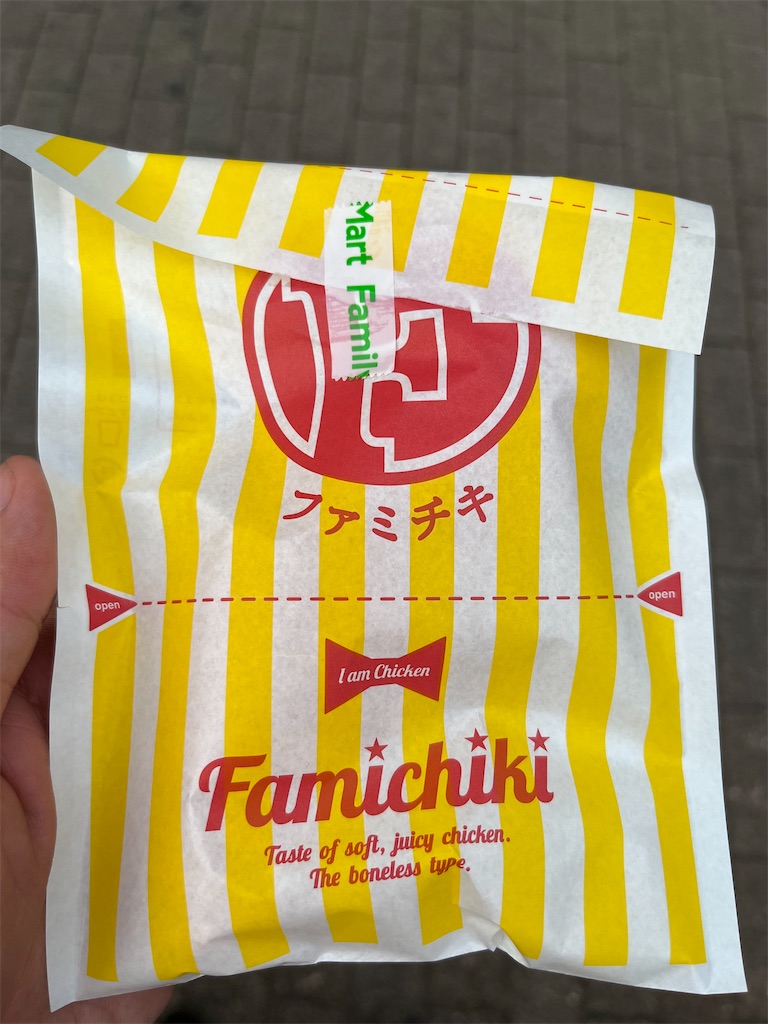 Mart Family
ファミチキ
open
open
I am Chicken
Famichiki
Taste of soft, juicy chicken.
The boneless type.